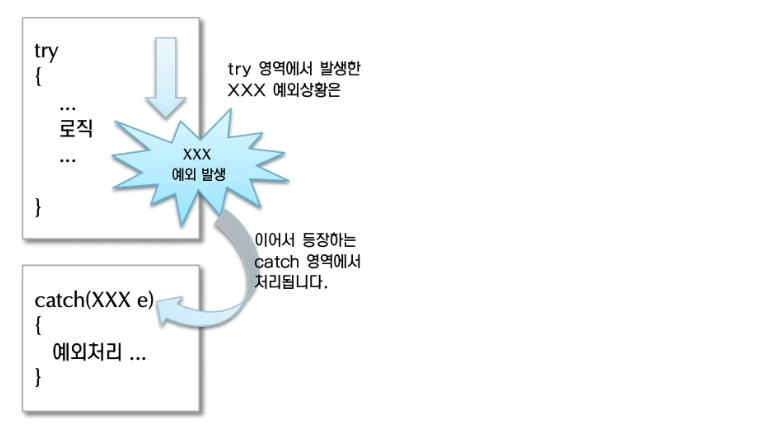 try
{
...
로직
...
}
XXX
예외 발생
try 영역에서 발생한
XXX 예외상황은
이어서 등장하는
catch 영역에서
처리됩니다.
catch(XXX e)
{
예외처리 ...
}